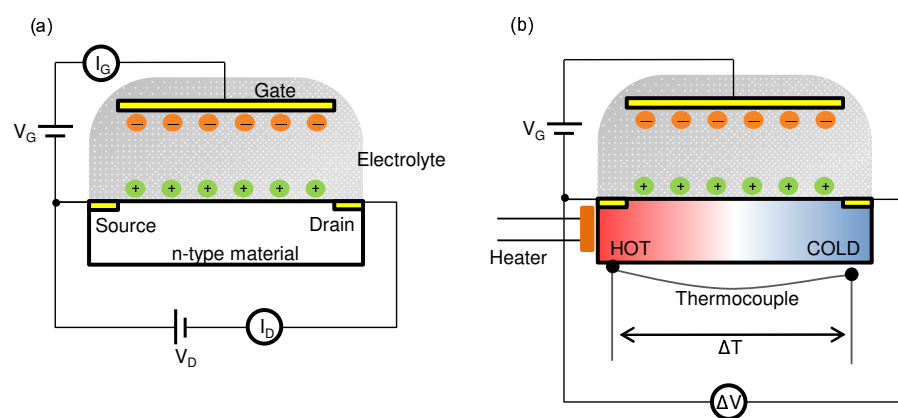 (a)
I_G
Gate
V_G
Electrolyte
− − − − − −
+ + + + + +
Source
Drain
n-type material
V_D
I_D
(b)
V_G
− − − − − −
+ + + + + +
HOT
COLD
Heater
Thermocouple
ΔT
ΔV